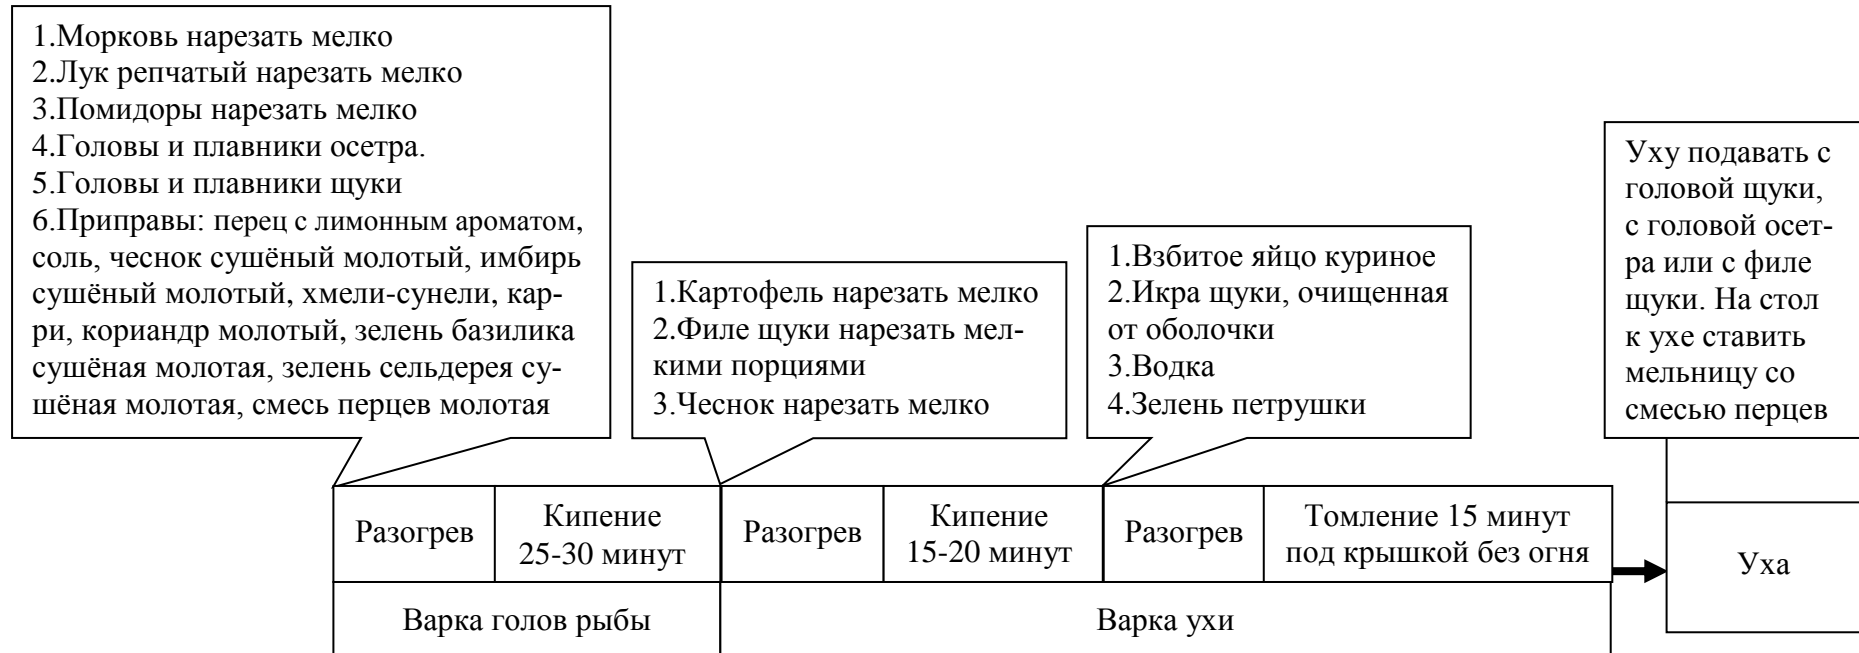 1.Морковь нарезать мелко
2.Лук репчатый нарезать мелко
3.Помидоры нарезать мелко
4.Головы и плавники осетра.
5.Головы и плавники щуки
6.Приправы: перец с лимонным ароматом,
соль, чеснок сушёный молотый, имбирь
сушёный молотый, хмели-сунели, кар-
ри, кориандр молотый, зелень базилика
сушёная молотая, зелень сельдерея су-
шёная молотая, смесь перцев молотая
1.Картофель нарезать мелко
2.Филе щуки нарезать мел-
кими порциями
3.Чеснок нарезать мелко
1.Взбитое яйцо куриное
2.Икра щуки, очищенная
от оболочки
3.Водка
4.Зелень петрушки
Уху подавать с
головой щуки,
с головой осет-
ра или с филе
щуки. На стол
к ухе ставить
мельницу со
смесью перцев
Разогрев
Кипение
25-30 минут
Разогрев
Кипение
15-20 минут
Разогрев
Томление 15 минут
под крышкой без огня
Уха
Варка голов рыбы
Варка ухи